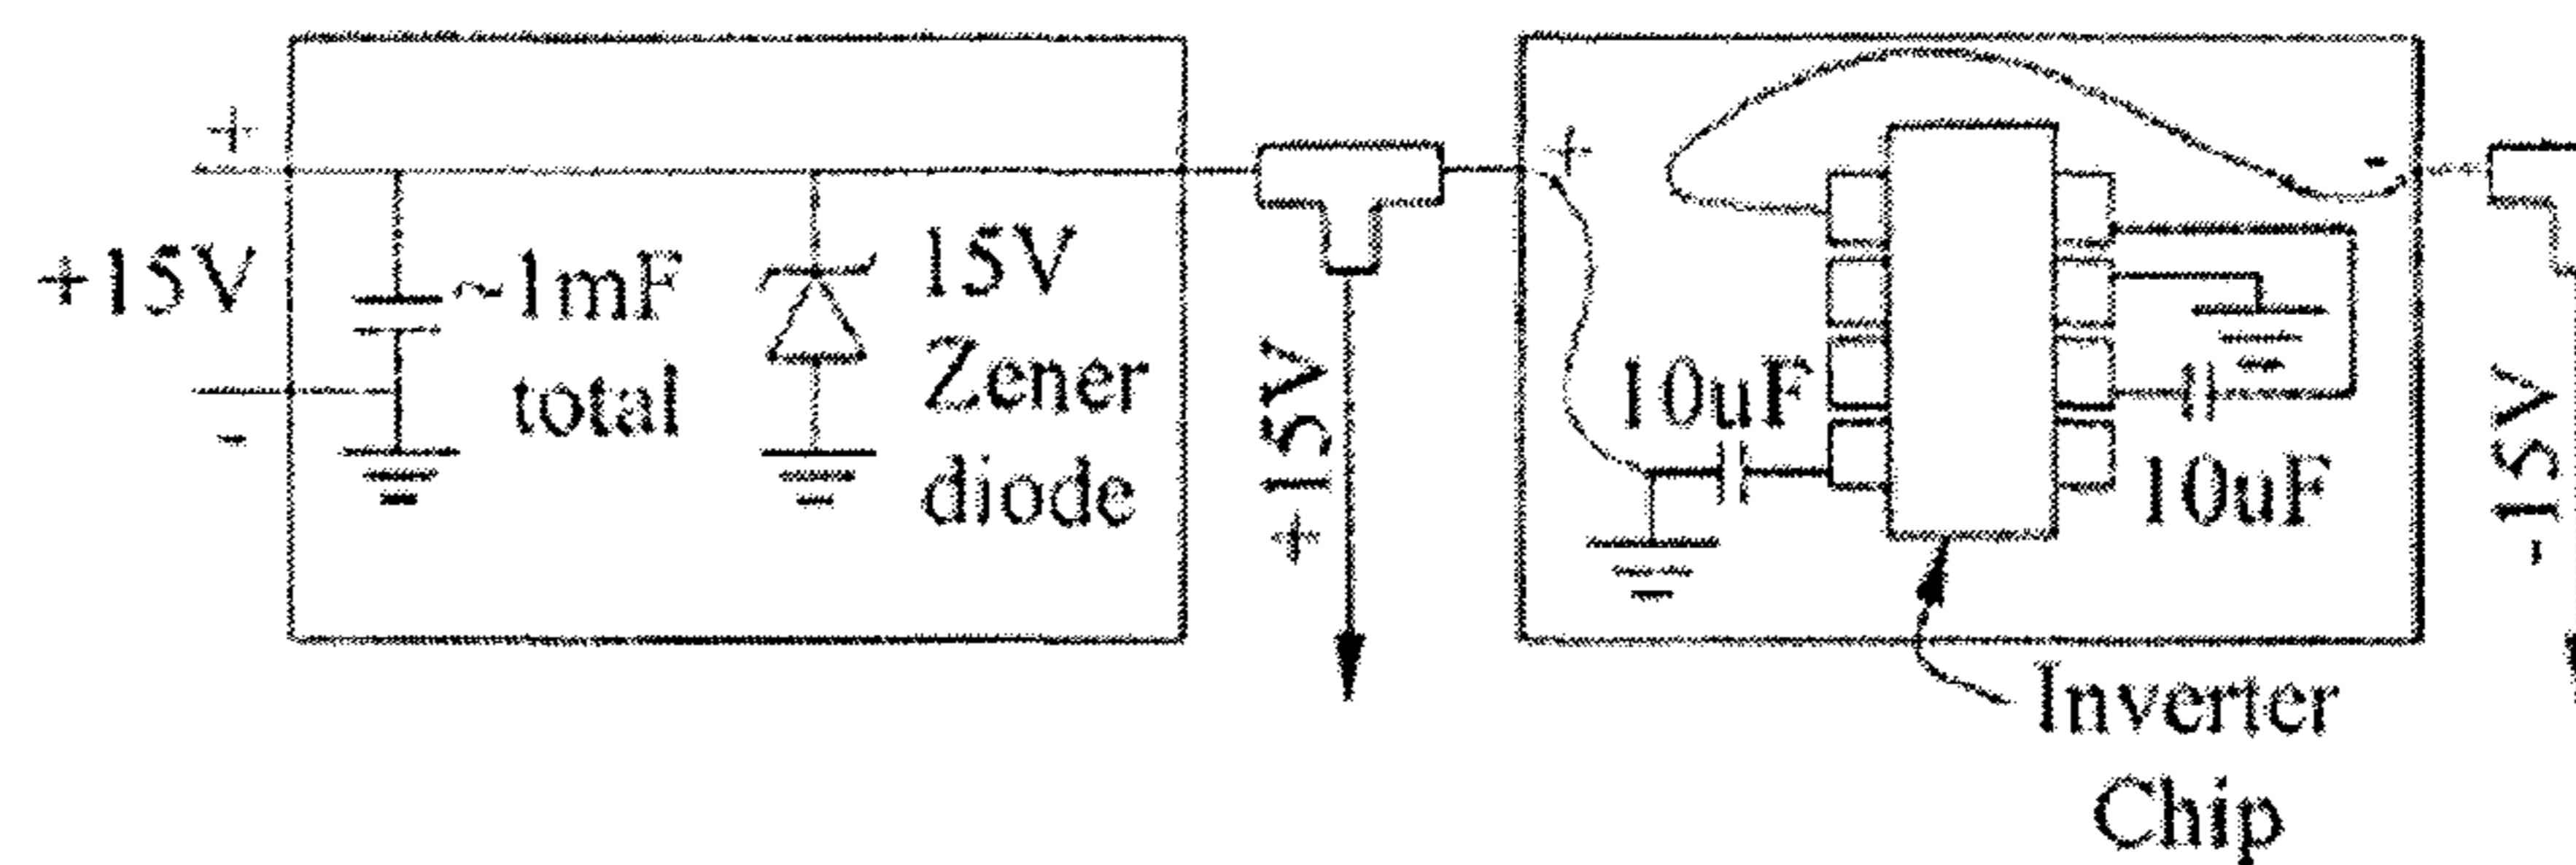 +
+15V
-
~1mF
total
15V
Zener
diode
+15V
+
10uF
10uF
-
-15V
Inverter
Chip